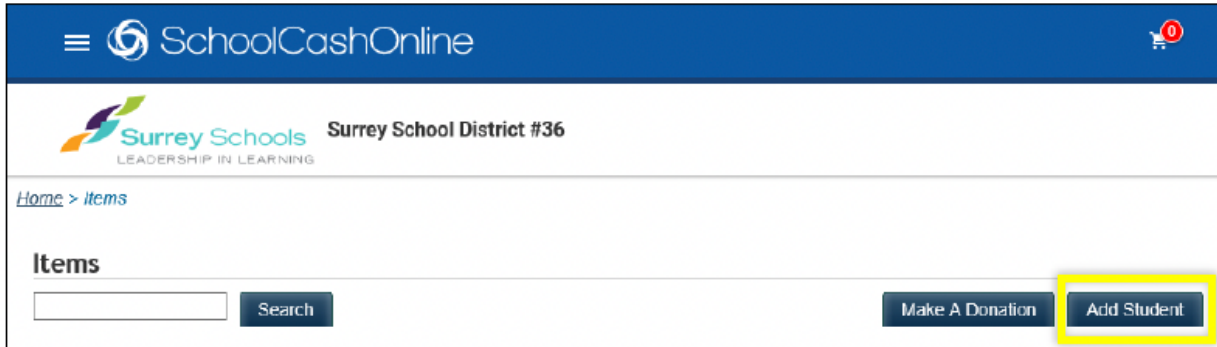 SchoolCashOnline
0
Surrey Schools
LEADERSHIP IN LEARNING
Surrey School District #36
Home > Items
Items
Search
Make A Donation
Add Student